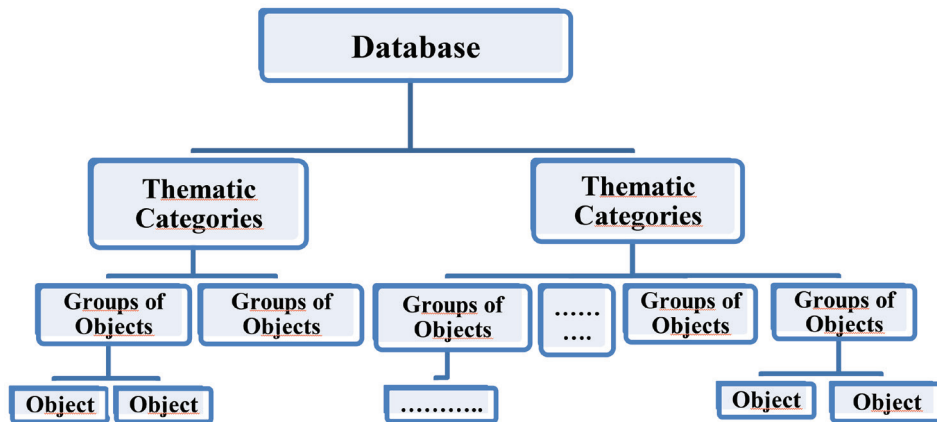 Database
Thematic
Categories
Thematic
Categories
Groups of
Objects
Groups of
Objects
Groups of
Objects
……
….
Groups of
Objects
Groups of
Objects
Object
Object
………..
Object
Object